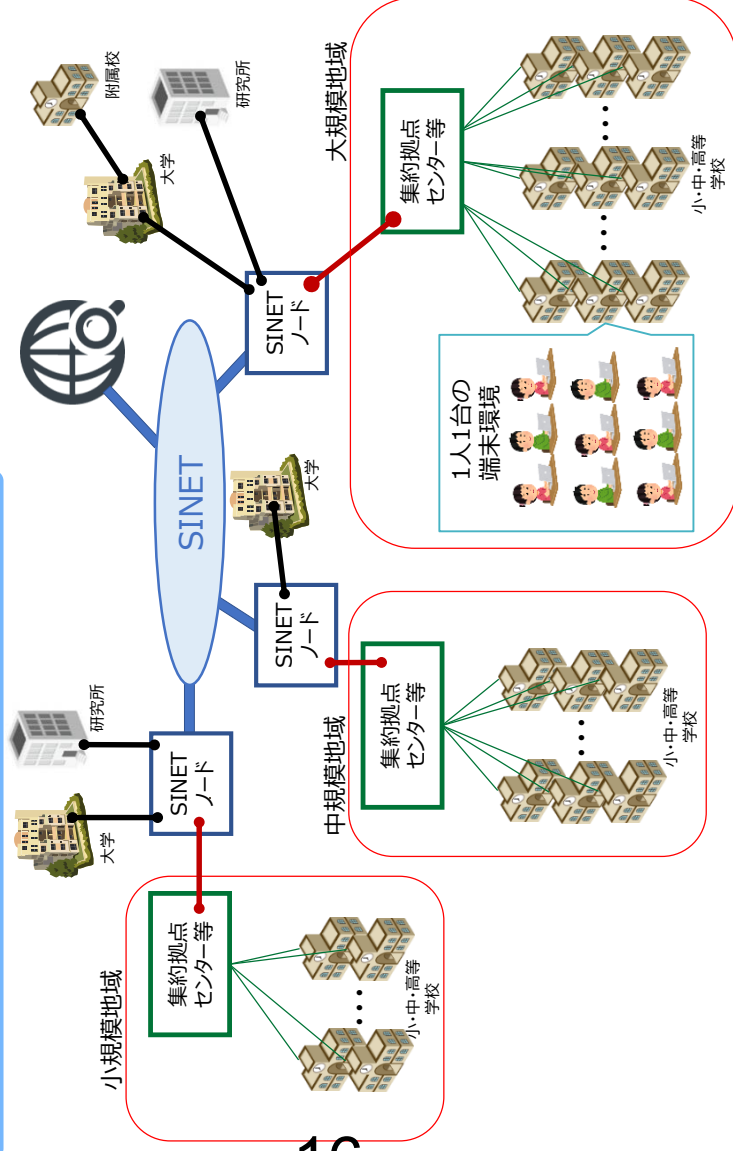 附属校
大学
研究所
SINET
SINET
ノード
大学
SINET
ノード
研究所
大学
SINET
ノード
小規模地域
集約拠点
センター等
・・・・
小・中・高等
学校
中規模地域
集約拠点
センター等
・・・・
小・中・高等
学校
大規模地域
集約拠点
センター等
1人1台の
端末環境
・・・・
・・・・
小・中・高等
学校